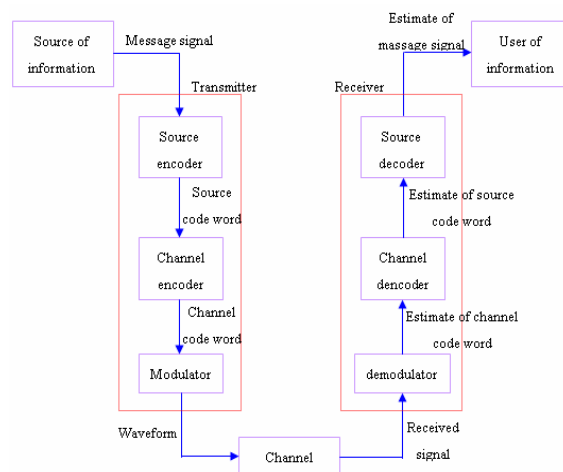 Source of
information
Message signal
Transmitter
Source
encoder
Source
code word
Channel
encoder
Channel
code word
Modulator
Waveform
Channel
Estimate of
massage signal
User of
information
Receiver
Source
decoder
Estimate of source
code word
Channel
dencoder
Estimate of channel
code word
demodulator
Received
signal